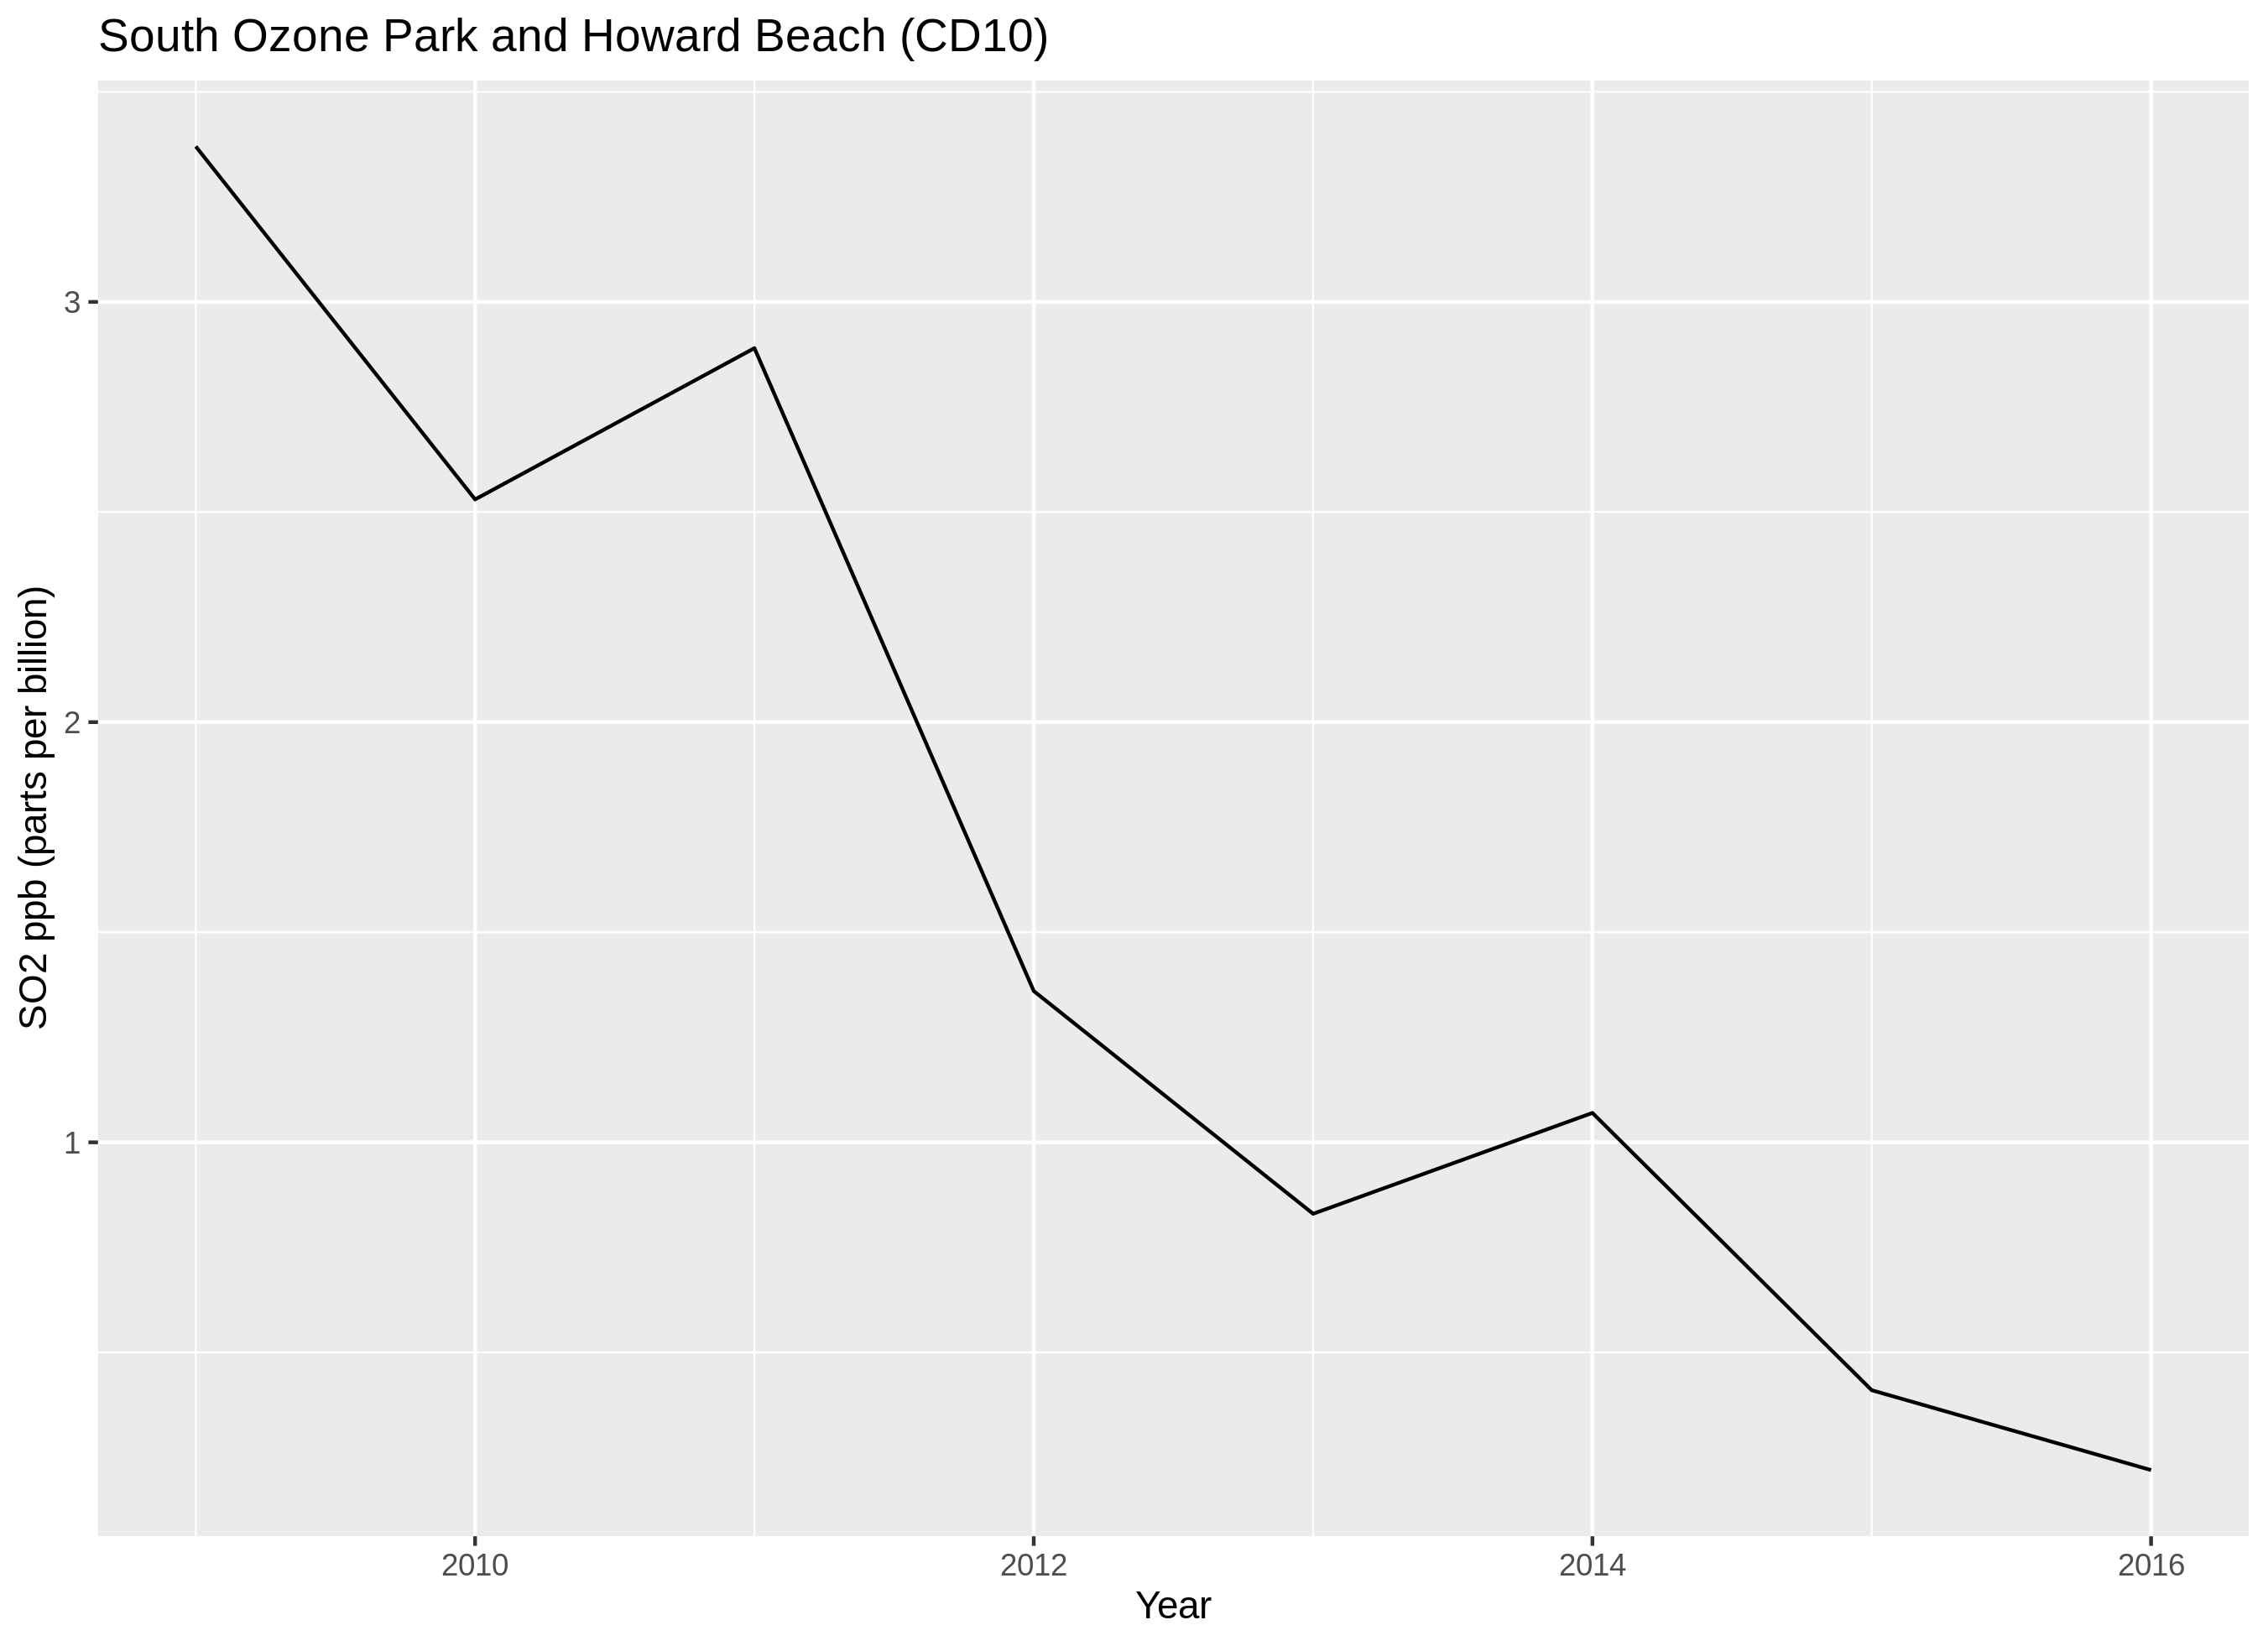 South Ozone Park and Howard Beach (CD10)
SO2 ppb (parts per billion)
3
2
1
2010
2012
2014
2016
Year